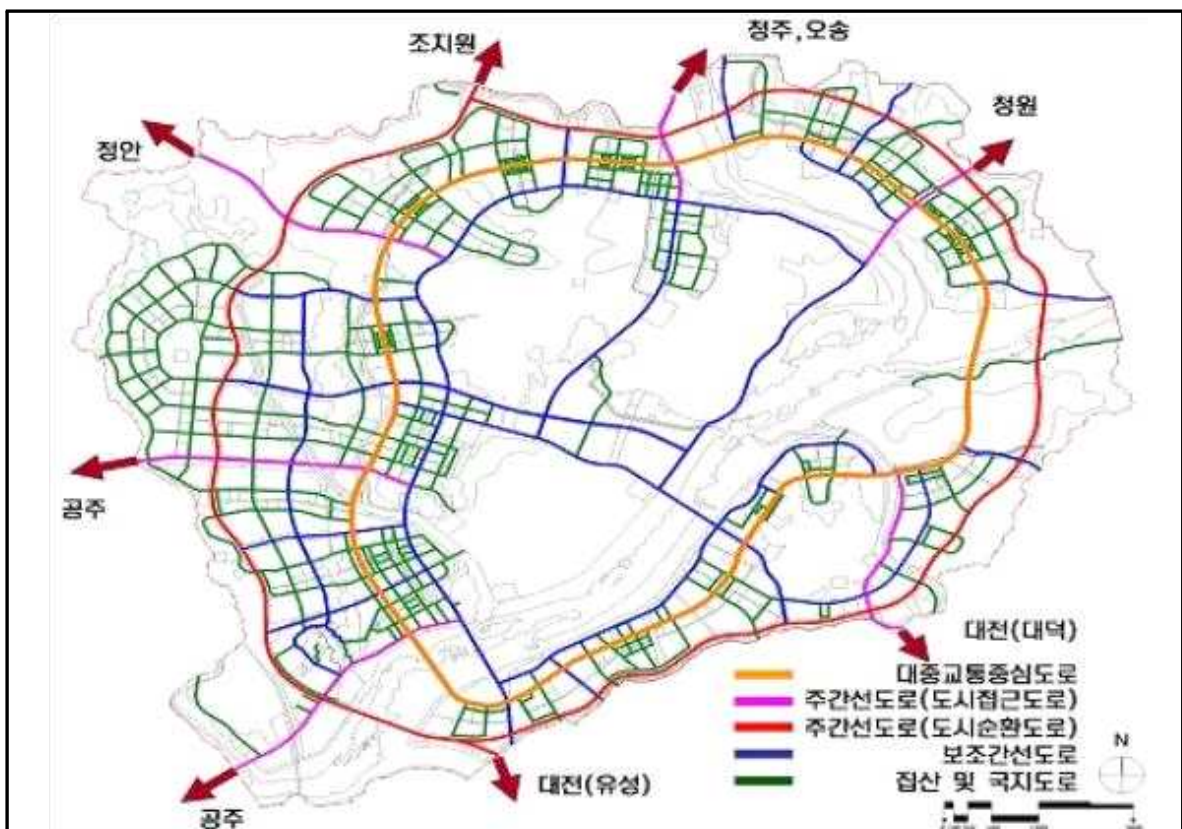 청주,오송
조치원
청원
정안
공주
대전(대덕)
대중교통중심도로
주간선도로(도시접근도로)
주간선도로(도시순환도로)
보조간선도로
집산 및 국지도로
N
대전(유성)
공주